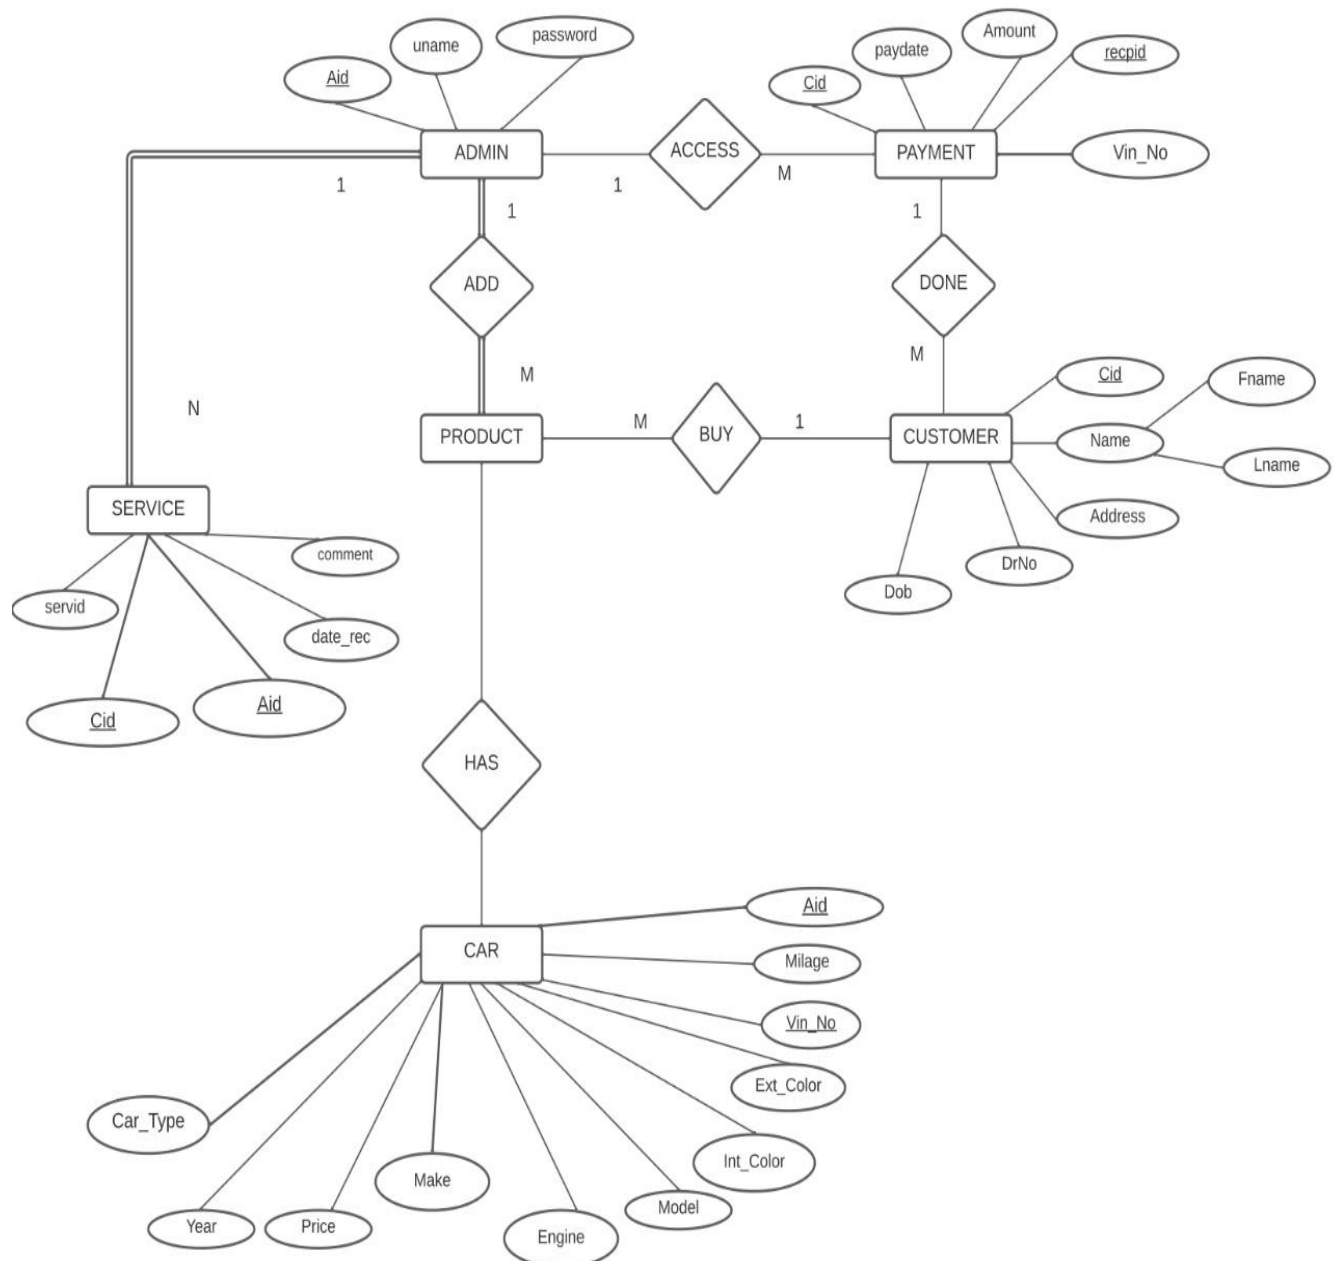 Aid
uname
password
Cid
paydate
Amount
recpid
ADMIN
ACCESS
PAYMENT
Vin_No
1
1
M
1
1
ADD
DONE
M
M
Cid
Fname
N
PRODUCT
M
BUY
1
CUSTOMER
Name
Lname
SERVICE
Address
comment
DrNo
servid
Dob
date_rec
Cid
Aid
HAS
Aid
CAR
Milage
Vin_No
Ext_Color
Car_Type
Int_Color
Make
Year
Price
Model
Engine